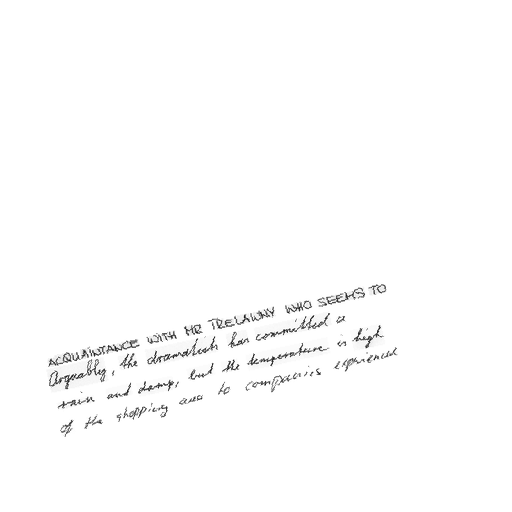 ACQUAINTANCE WITH MR TRELAWNY WHO SEEMS TO
Arguably, the dramatist has committed a
rain and damp, but the temperature is high
of the shopping area to companies experienced